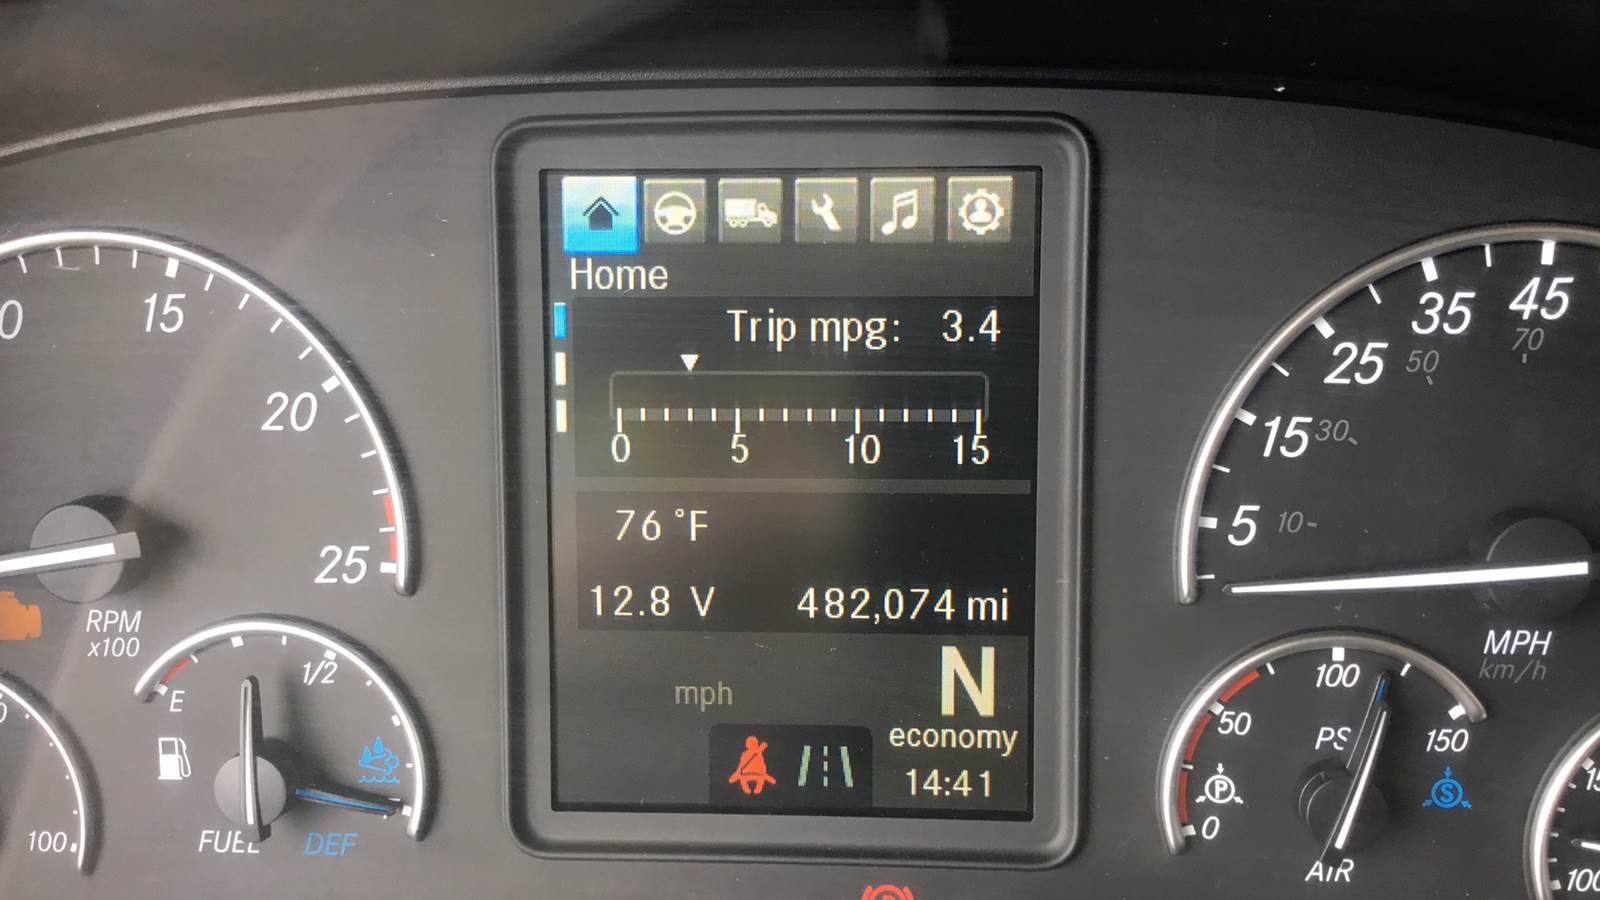 Home
Trip mpg: 3.4
0 5 10 15
76 °F
12.8 V 482,074 mi
mph
N
economy
14:41
15
20
25
RPM
x100
E
1/2
FUEL
DEF
100
5
15
25
35
45
10
30
50
70
MPH
km/h
0
50
100
150
PSI
P
S
AIR
100